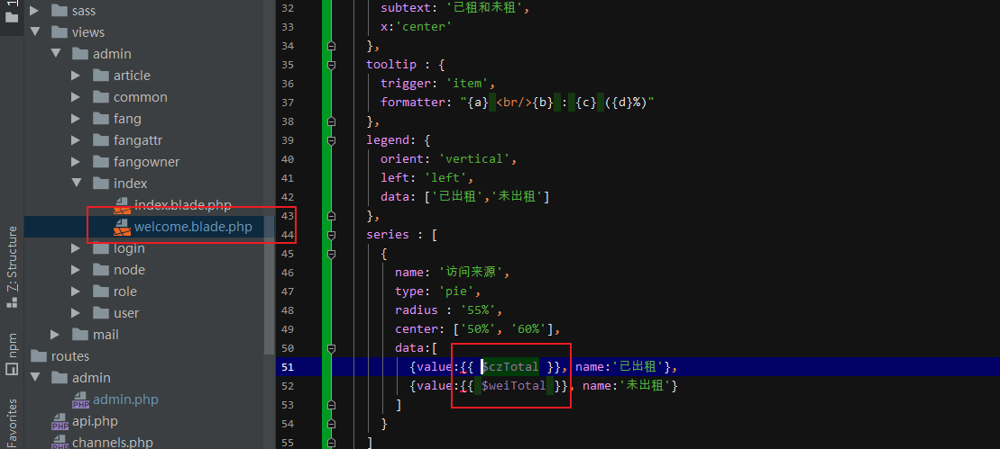 sass
views
admin
article
common
fang
fangattr
fangowner
index
index.blade.php
welcome.blade.php
login
node
role
user
mail
routes
admin
admin.php
api.php
channels.php
Z: Structure
npm
Favorites
32 subtext: '已租和未租',
33 x:'center'
34 },
35 tooltip : {
36 trigger: 'item',
37 formatter: "{a} <br/>{b} : {c} ({d}%)"
38 },
39 legend: {
40 orient: 'vertical',
41 left: 'left',
42 data: ['已出租','未出租']
43 },
44 series : [
45 {
46 name: '访问来源',
47 type: 'pie',
48 radius : '55%',
49 center: ['50%', '60%'],
50 data:[
51 {value:{{ $czTotal }}, name:'已出租'},
52 {value:{{ $weiTotal }}, name:'未出租'}
53 ]
54 }
55 ]